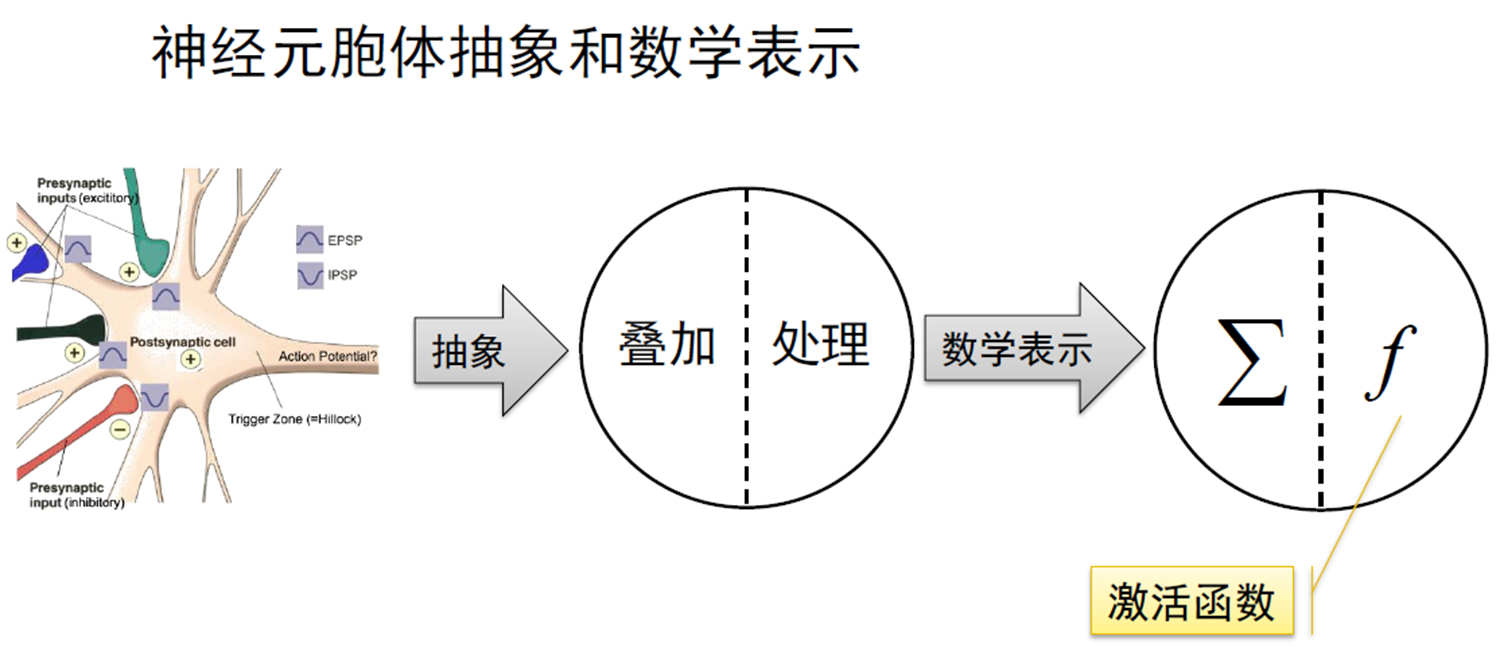 神经元胞体抽象和数学表示
Presynaptic
inputs (excititory)
+
+
EPSP
IPSP
Postsynaptic cell
+
+
Action Potential?
Trigger Zone (=Hillock)
−
Presynaptic
input (inhibitory)
抽象
叠加
处理
数学表示
∑
f
激活函数